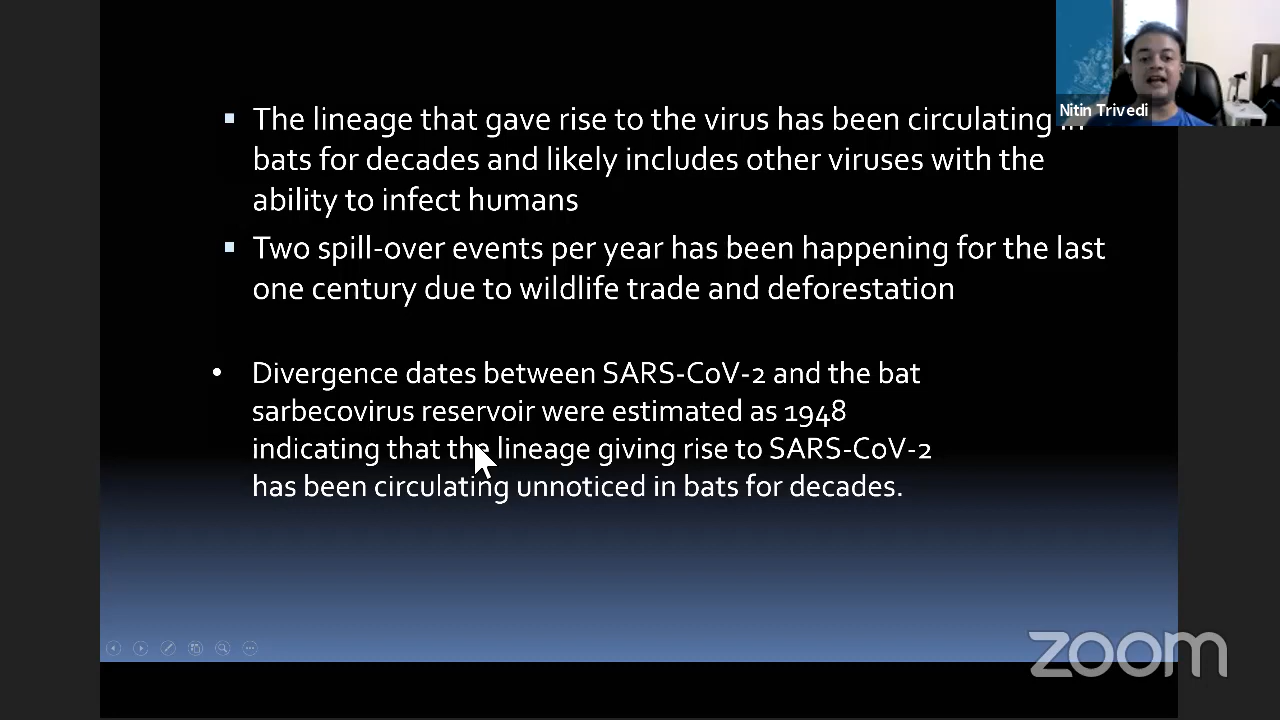 The lineage that gave rise to the virus has been circulating in
bats for decades and likely includes other viruses with the
ability to infect humans
Two spill-over events per year has been happening for the last
one century due to wildlife trade and deforestation
Divergence dates between SARS-CoV-2 and the bat
sarbecovirus reservoir were estimated as 1948
indicating that the lineage giving rise to SARS-CoV-2
has been circulating unnoticed in bats for decades.
Nitin Trivedi
zoom